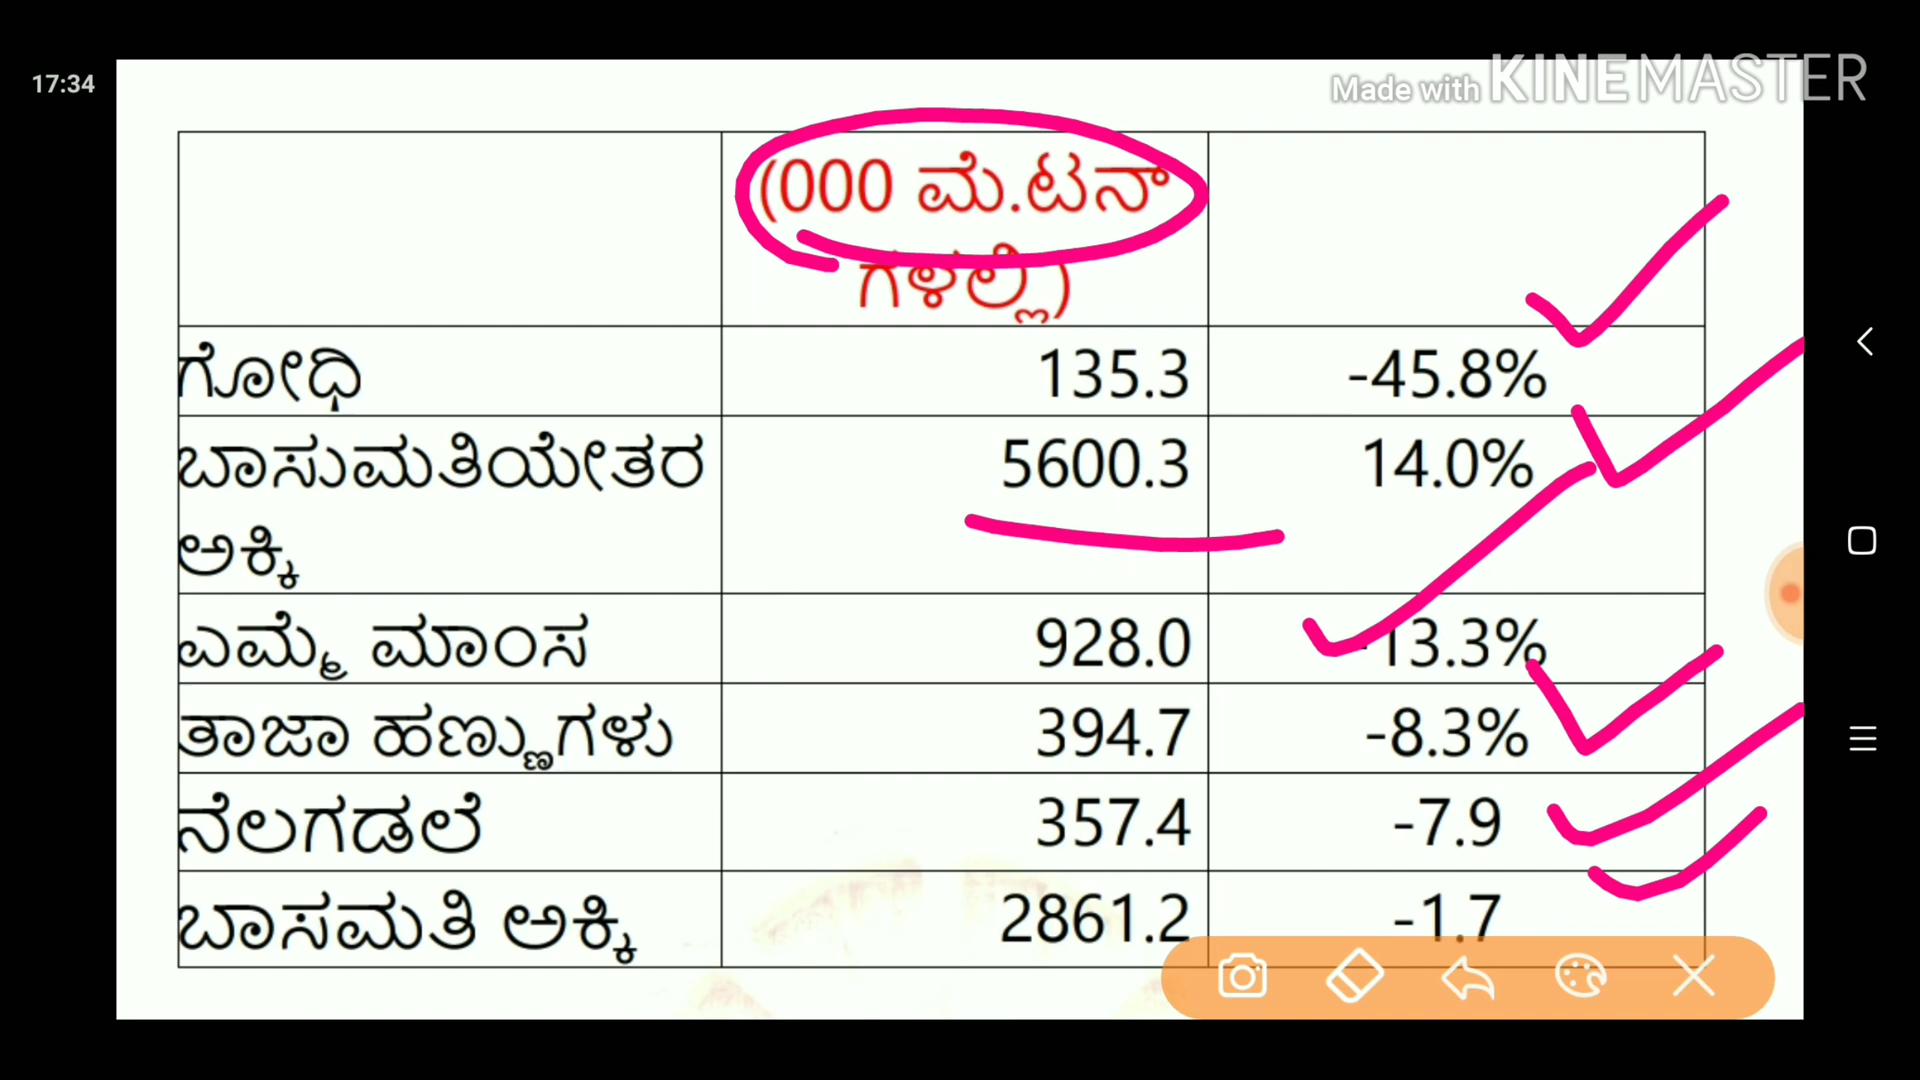 17:34
Made with KINEMASTER
(000 ಮೆ.ಟನ್
ಗಳಲ್ಲಿ)
ಗೋಧಿ 135.3 -45.8%
ಬಾಸುಮತಿಯೇತರ 5600.3 14.0%
ಅಕ್ಕಿ
ಎಮ್ಮೆ ಮಾಂಸ 928.0 -13.3%
ತಾಜಾ ಹಣ್ಣುಗಳು 394.7 -8.3%
ನೆಲಗಡಲೆ 357.4 -7.9
ಬಾಸಮತಿ ಅಕ್ಕಿ 2861.2 -1.7